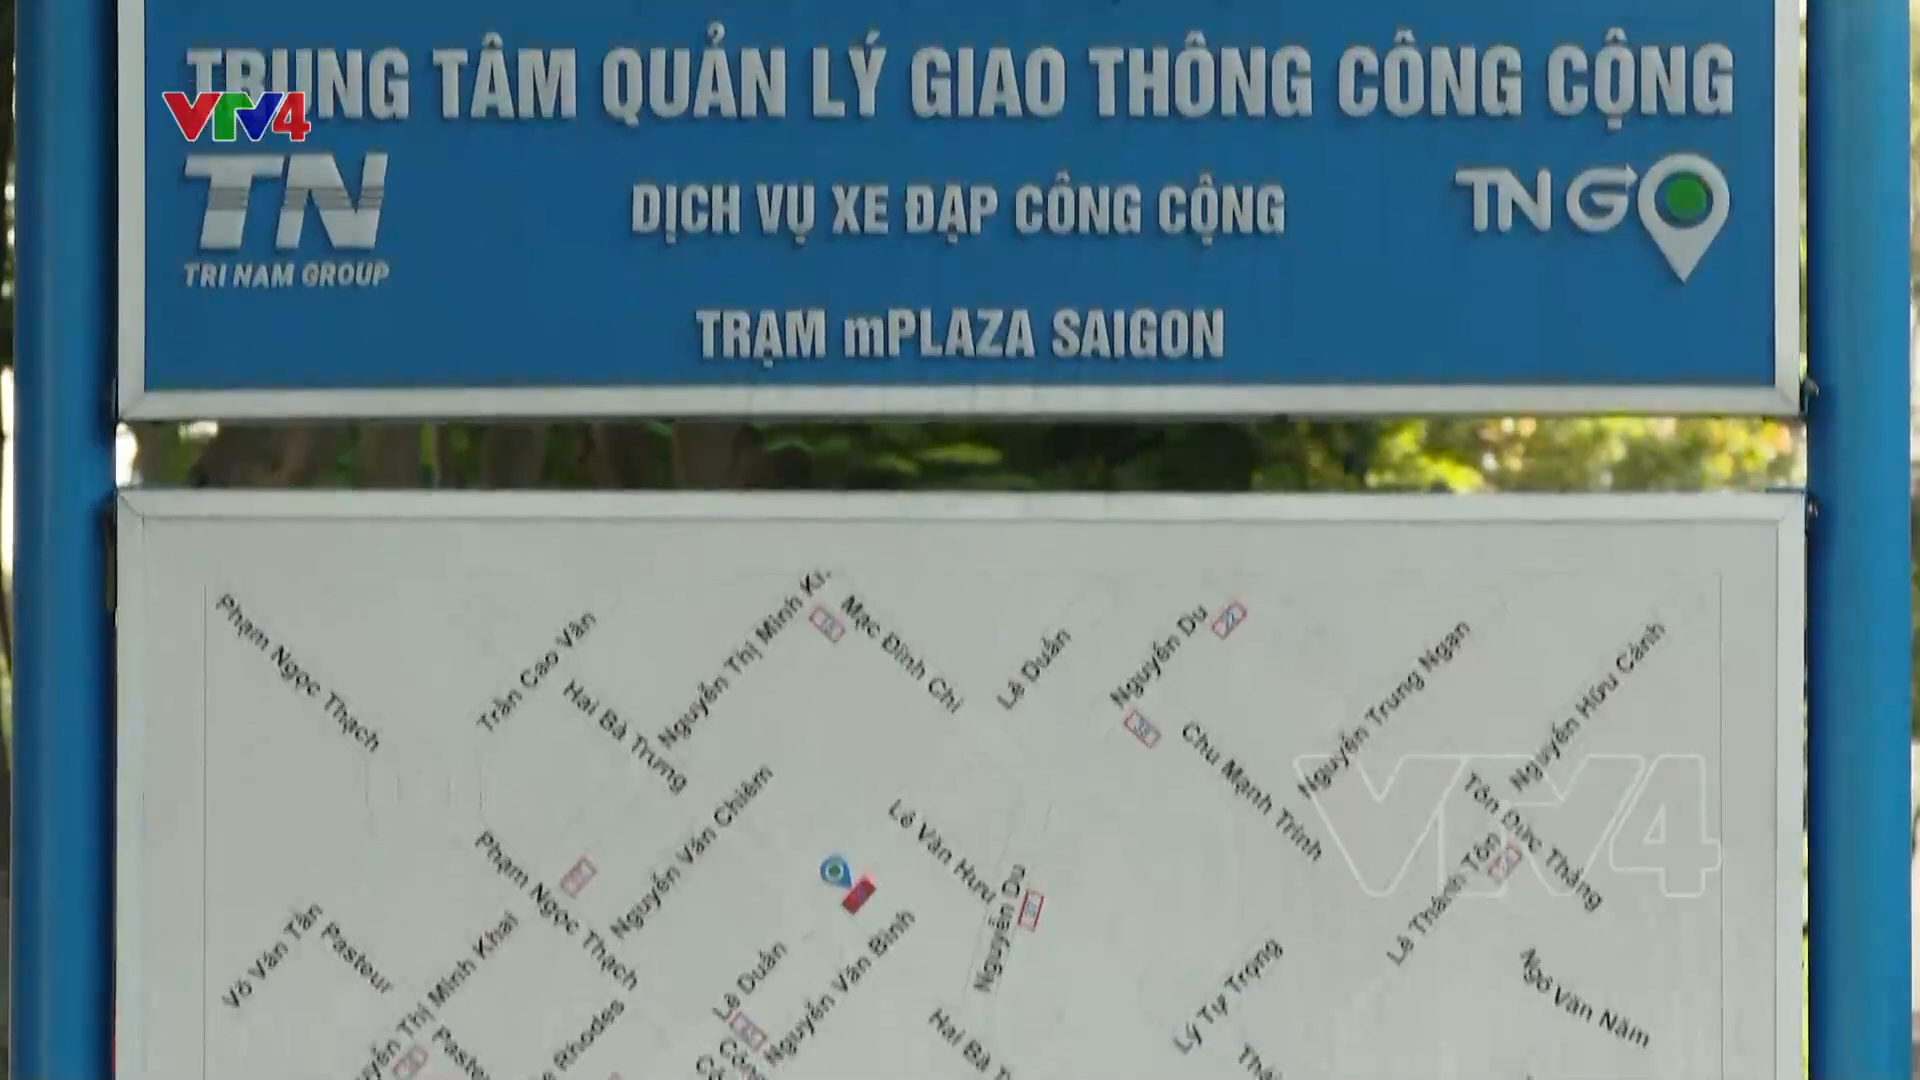 TRUNG TÂM QUẢN LÝ GIAO THÔNG CÔNG CỘNG
VTV4
TN
TRI NAM GROUP
DỊCH VỤ XE ĐẠP CÔNG CỘNG
TN GO
TRẠM mPLAZA SAIGON
Phạm Ngọc Thạch
Trần Cao Vân
Hai Bà Trưng
Nguyễn Thị Minh
Mạc Đĩnh Chi
Lê Duẩn
Nguyễn Du
Chu Mạnh Trinh
Nguyễn Trung Ngạn
Nguyễn Hữu Cảnh
Tôn Đức Thắng
VTV4
Phạm Ngọc Thạch
Nguyễn Văn Chiêm
Lê Văn Hưu
Nguyễn Du
Lê Thánh Tôn
Võ Văn Tần
Pasteur
Thị Minh Khai
Lê Duẩn
Nguyễn Văn Bình
Lý Tự Trọng
Ngô Văn Năm
Rhodes
Hai Bà